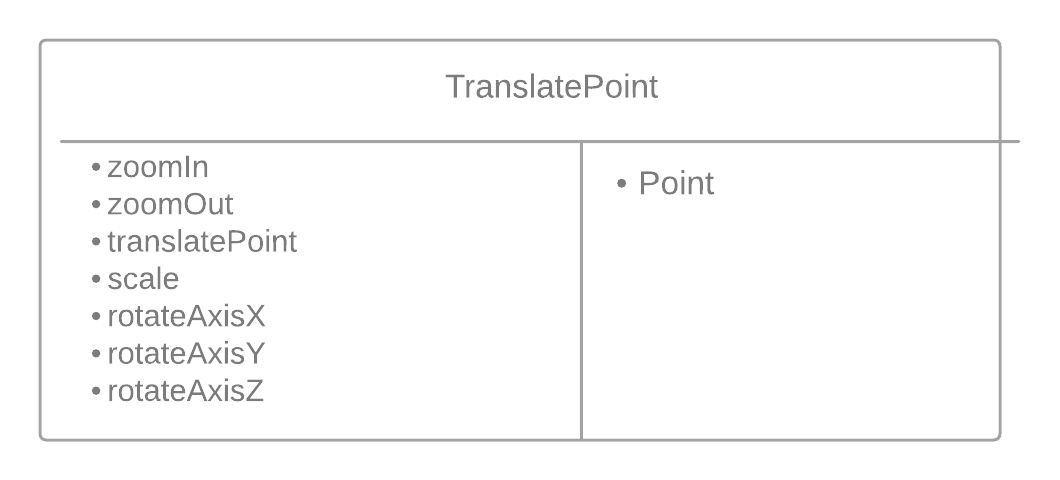 TranslatePoint
• zoomIn
• zoomOut
• translatePoint
• scale
• rotateAxisX
• rotateAxisY
• rotateAxisZ
• Point